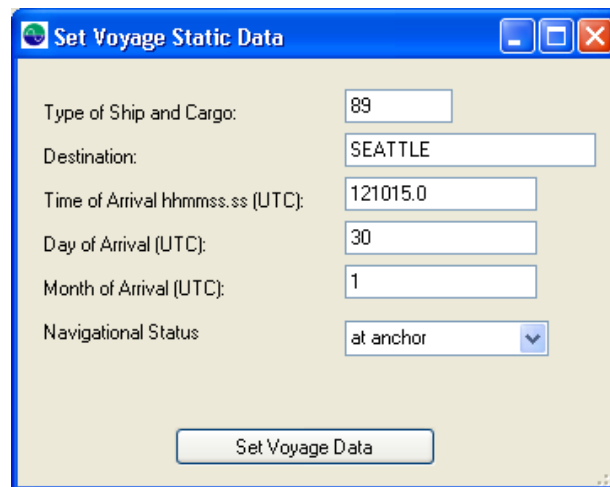 Set Voyage Static Data
Type of Ship and Cargo: 89
Destination: SEATTLE
Time of Arrival hhmmss.ss (UTC): 121015.0
Day of Arrival (UTC): 30
Month of Arrival (UTC): 1
Navigational Status at anchor
Set Voyage Data